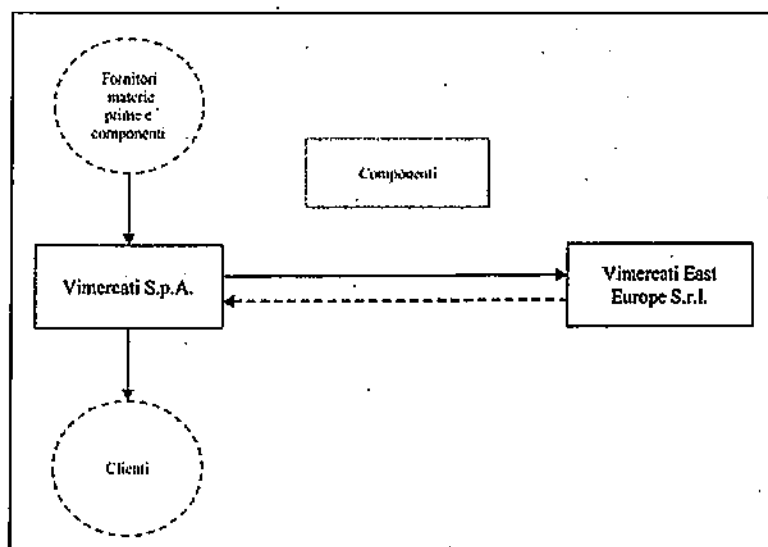 Fornitori
materie
prime e
componenti
Componenti
Vimercati S.p.A.
Vimercati East
Europe S.r.l.
Clienti